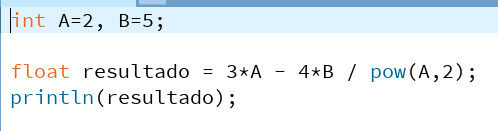 int A=2, B=5;
float resultado = 3*A - 4*B / pow(A,2);
println(resultado);